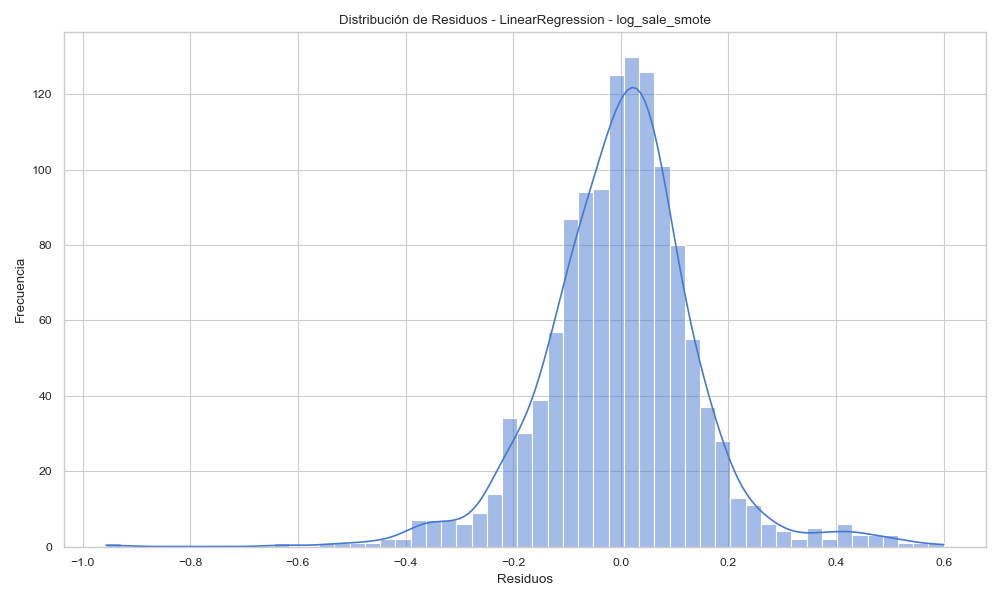 Distribución de Residuos - LinearRegression - log_sale_smote
Frecuencia
120
100
80
60
40
20
0
−1.0 −0.8 −0.6 −0.4 −0.2 0.0 0.2 0.4 0.6
Residuos